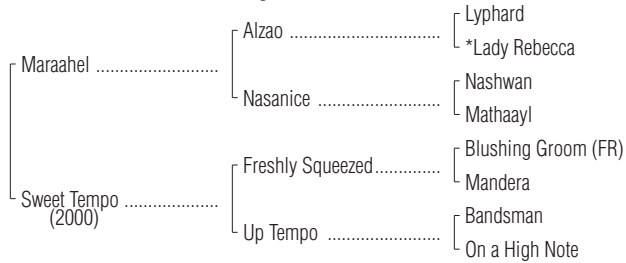 Lyphard
Alzao
*Lady Rebecca
Maraahel
Nashwan
Nasanice
Mathaayl
Blushing Groom (FR)
Freshly Squeezed
Mandera
Sweet Tempo
(2000)
Bandsman
Up Tempo
On a High Note